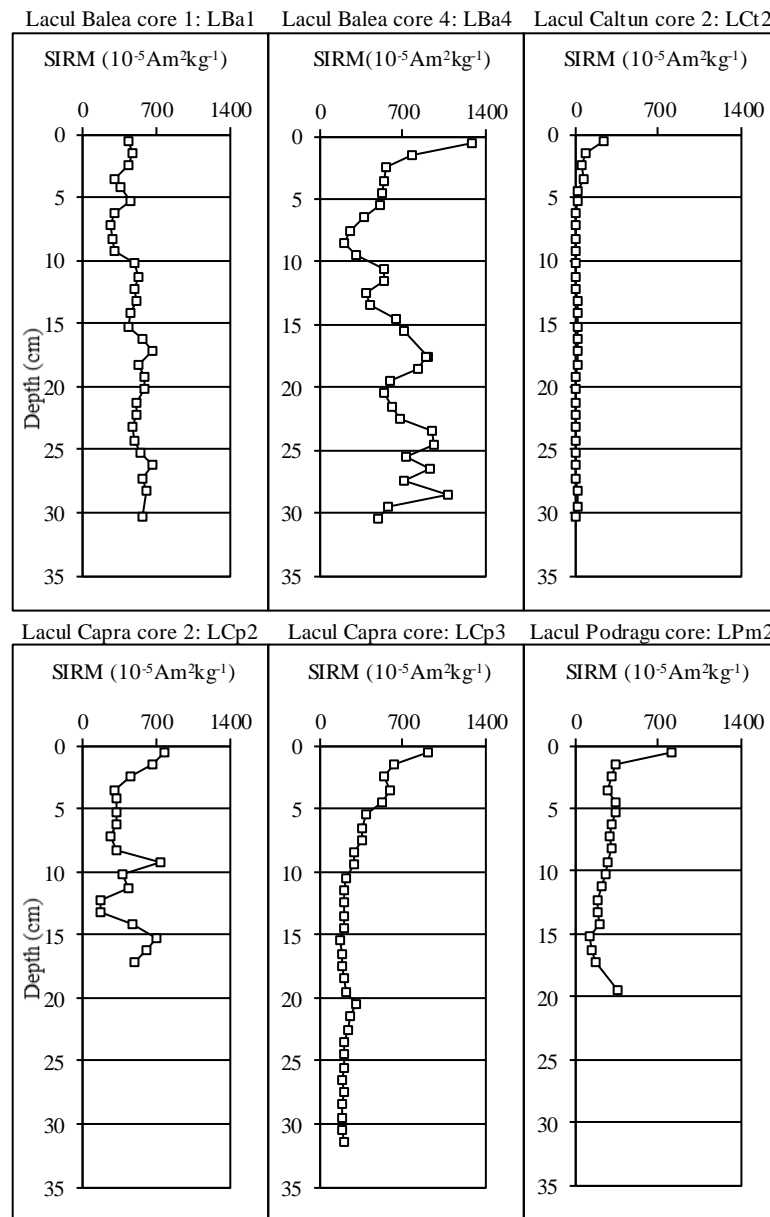 Lacul Balea core 1: LBa1 Lacul Balea core 4: LBa4 Lacul Caltun core 2: LCt2
SIRM (10⁻⁵Am²kg⁻¹) SIRM(10⁻⁵Am²kg⁻¹) SIRM (10⁻⁵Am²kg⁻¹)
0 700 1400 0 700 1400 0 700 1400
0 0 0
5 5 5
10 10 10
15 15 15
Depth (cm)
20 20 20
25 25 25
30 30 30
35 35 35
Lacul Capra core 2: LCp2 Lacul Capra core: LCp3 Lacul Podragu core: LPm2
SIRM (10⁻⁵Am²kg⁻¹) SIRM (10⁻⁵Am²kg⁻¹) SIRM (10⁻⁵Am²kg⁻¹)
0 700 1400 0 700 1400 0 700 1400
0 0 0
5 5 5
10 10 10
15 15 15
Depth (cm)
20 20 20
25 25 25
30 30 30
35 35 35